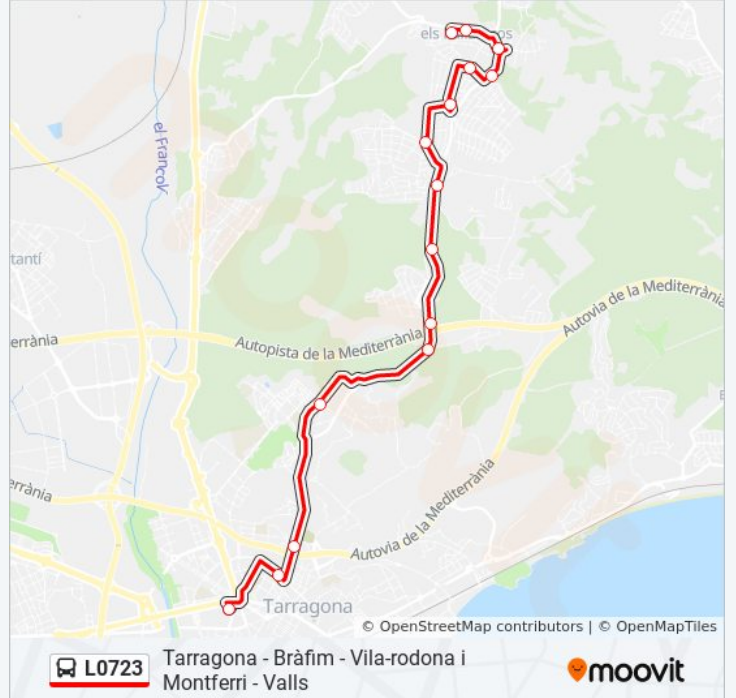 els
os
el Francolí
tantí
Autovia de la Mediterrània
errània
Autopista de la Mediterrània
errània
Autovia de la Mediterrània
Tarragona
© OpenStreetMap contributors | © OpenMapTiles
L0723
Tarragona - Bràfim - Vila-rodona i
Montferri - Valls
moovit